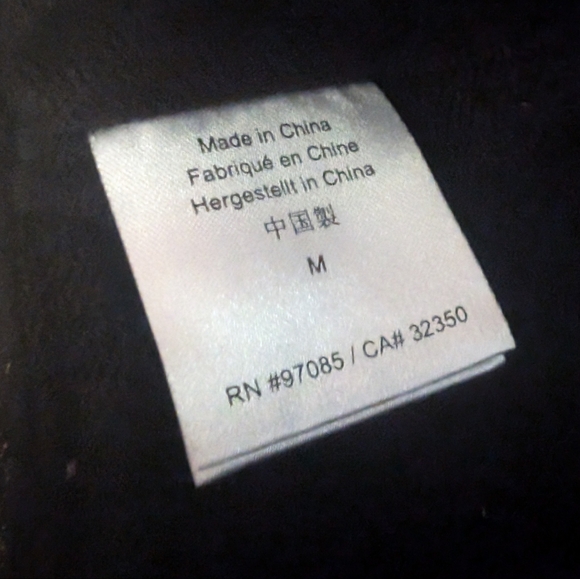 Made in China
Fabriqué en Chine
Hergestellt in China
中国製
M
RN #97085 / CA# 32350